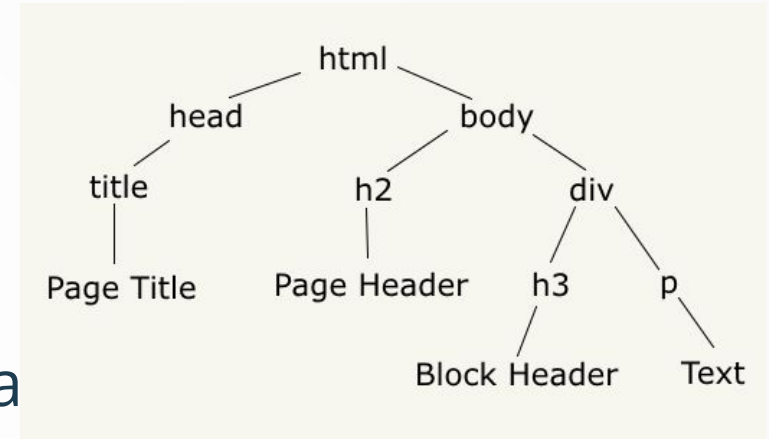 html
head body
title h2 div
Page Title Page Header h3 p
Block Header Text
a